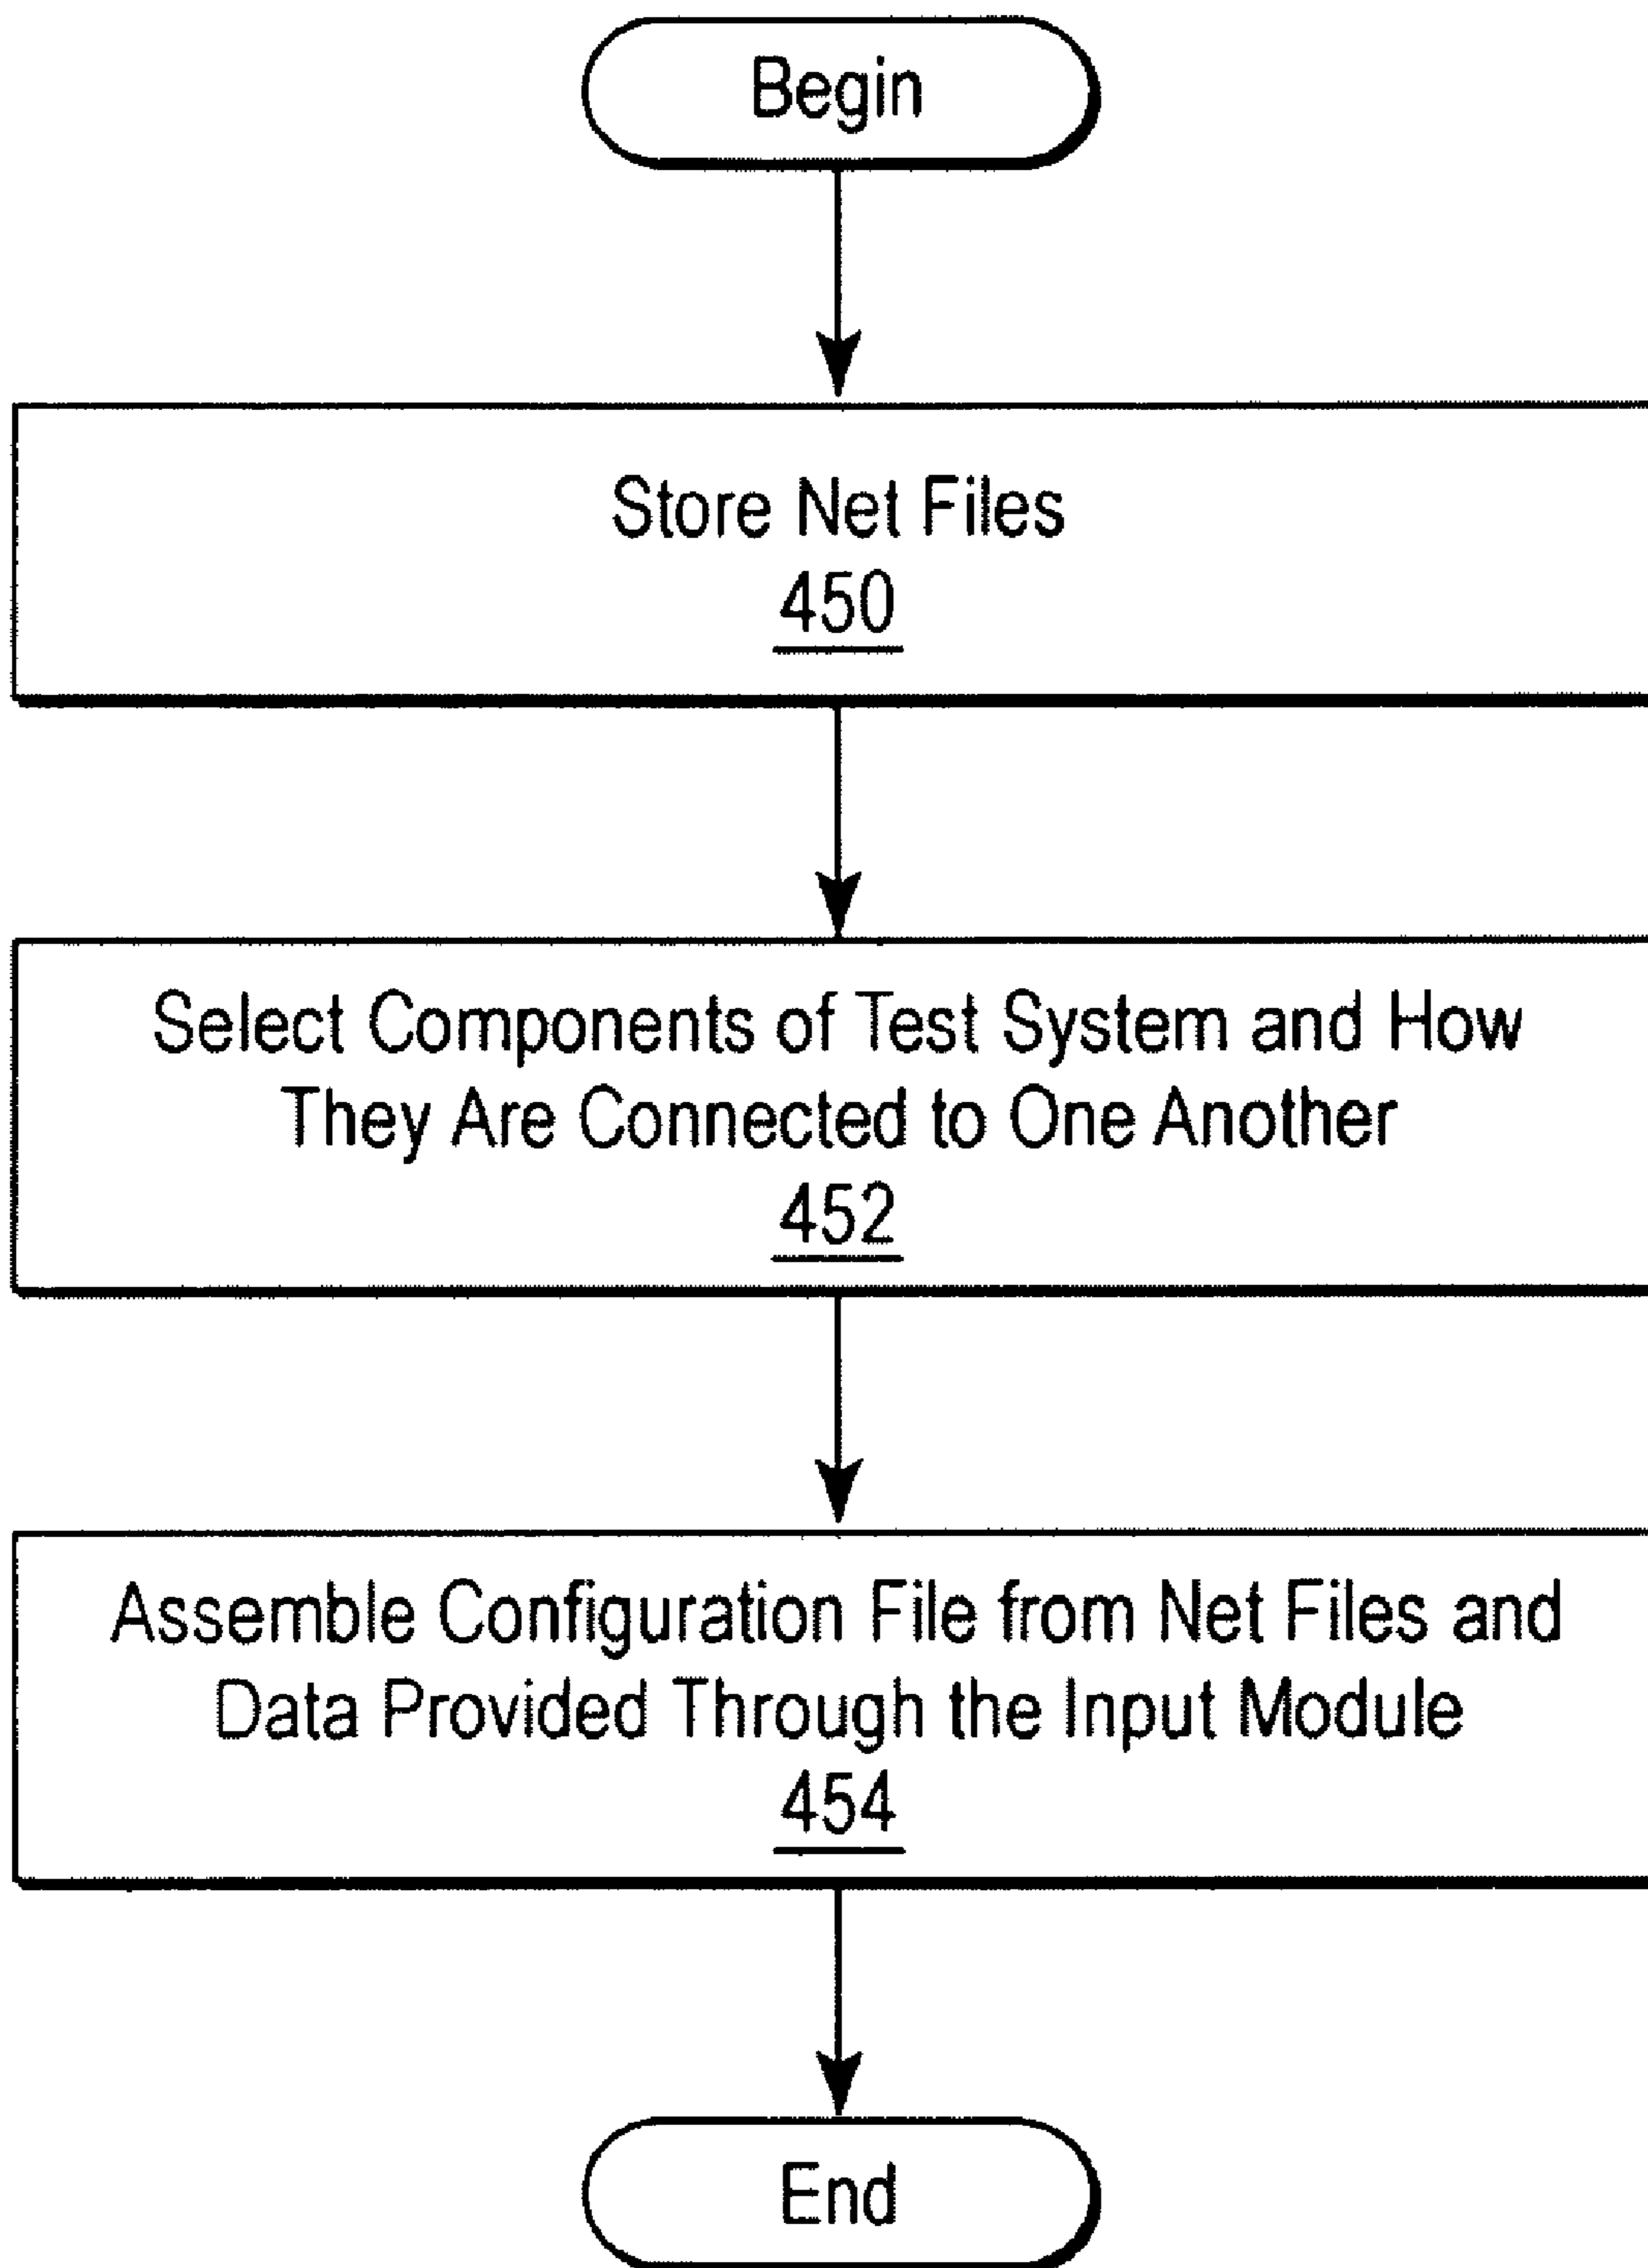 Begin
Store Net Files
450
Select Components of Test System and How
They Are Connected to One Another
452
Assemble Configuration File from Net Files and
Data Provided Through the Input Module
454
End